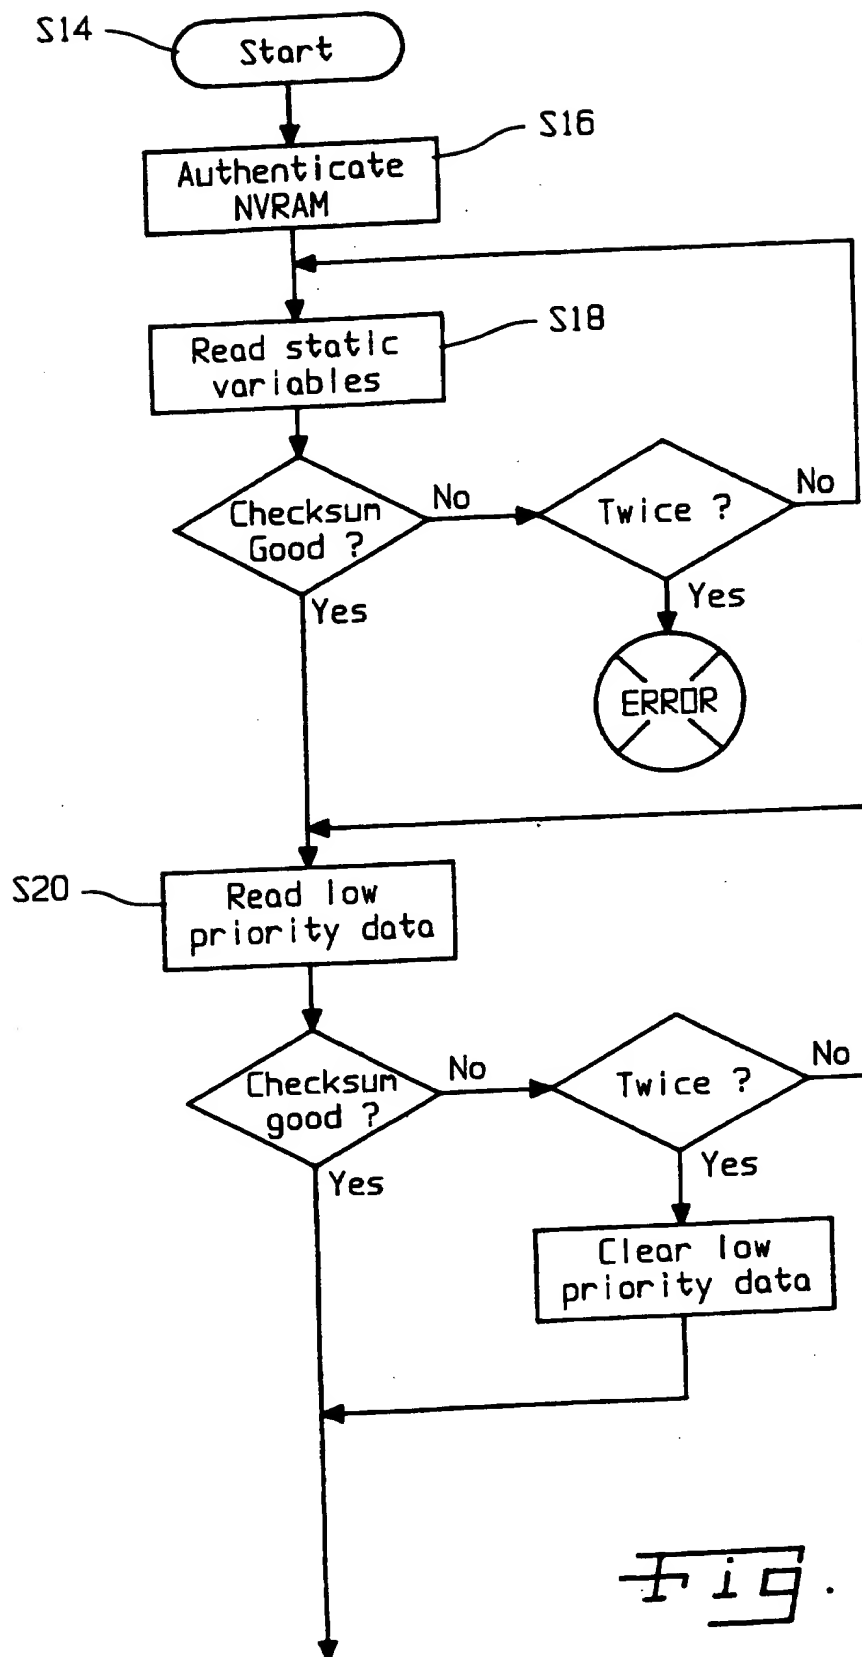 S14
Start
S16
Authenticate
NVRAM
S18
Read static
variables
Checksum
Good ?
No
Twice ?
No
Yes
Yes
ERROR
S20
Read low
priority data
Checksum
good ?
No
Twice ?
No
Yes
Yes
Clear low
priority data
Fig.